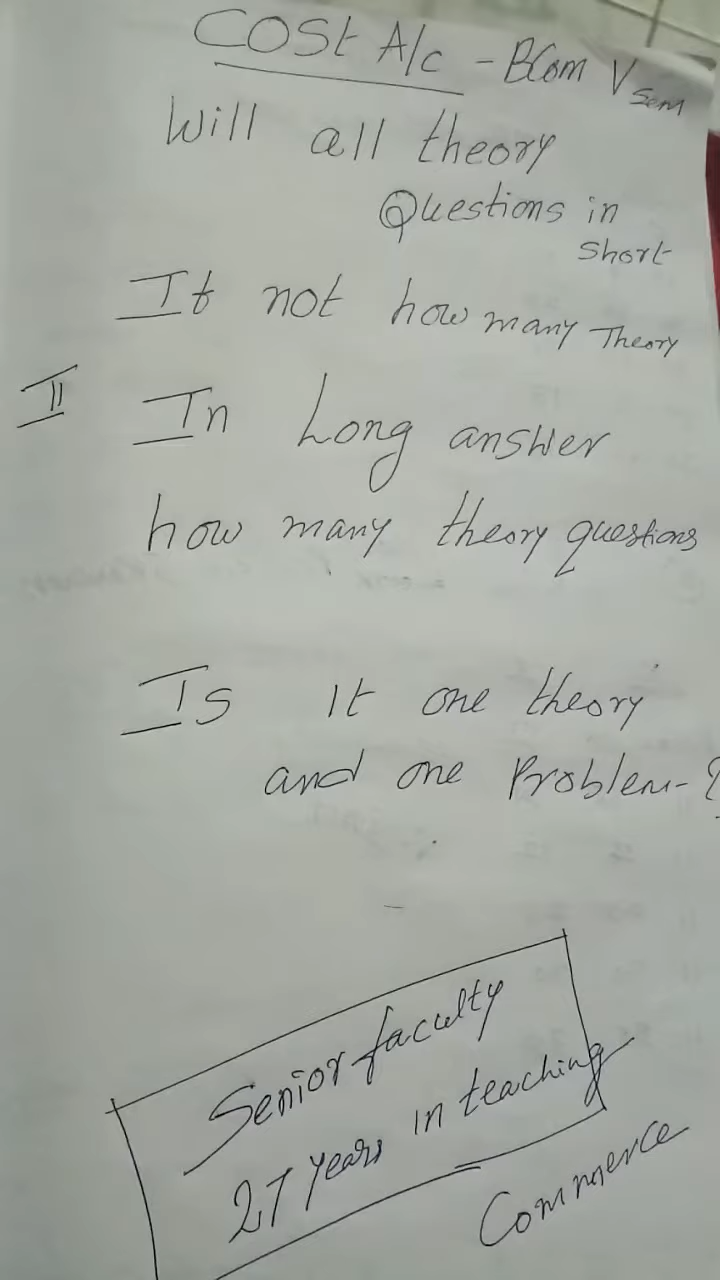 COSt A/c - BCom V Sem
Will all theory
Questions in
Short
If not how many Theory
II In Long answer
how many theory questions
Is It one theory
and one Problem-?
Senior faculty
27 years in teaching
Commerce